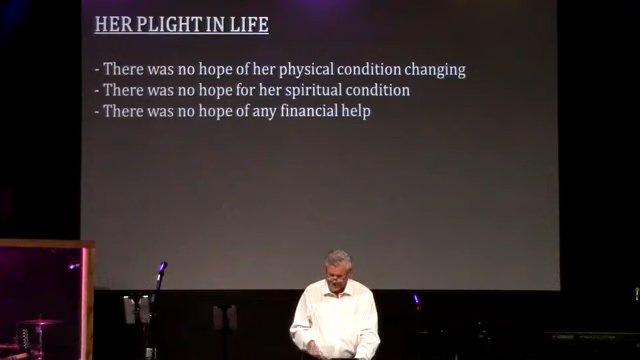 HER PLIGHT IN LIFE
- There was no hope of her physical condition changing
- There was no hope for her spiritual condition
- There was no hope of any financial help